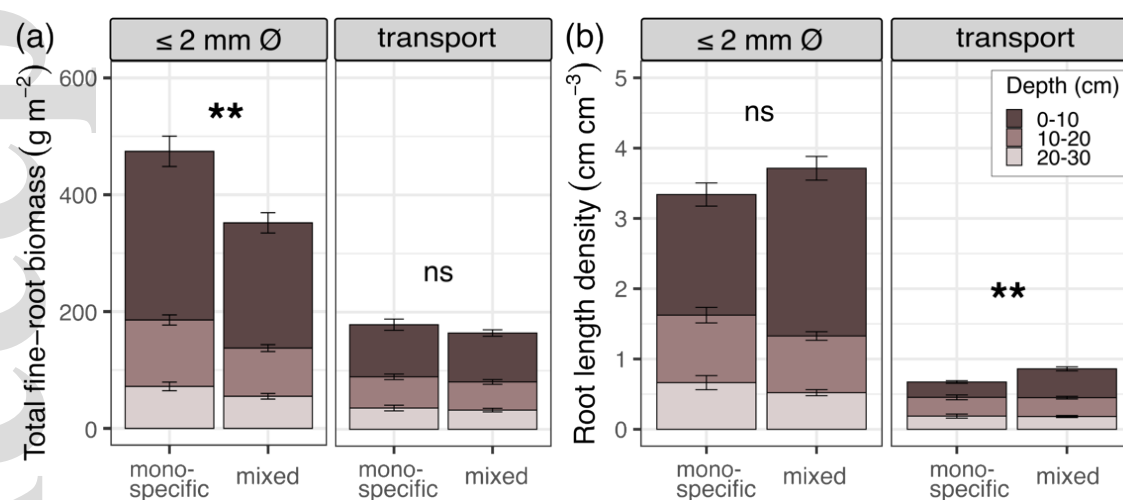 (a)
≤ 2 mm Ø
transport
Total fine−root biomass (g m⁻²)
600
400
200
0
**
ns
mono-
specific
mixed
mono-
specific
mixed
(b)
≤ 2 mm Ø
transport
Root length density (cm cm⁻³)
5
4
3
2
1
0
ns
**
Depth (cm)
0-10
10-20
20-30
mono-
specific
mixed
mono-
specific
mixed